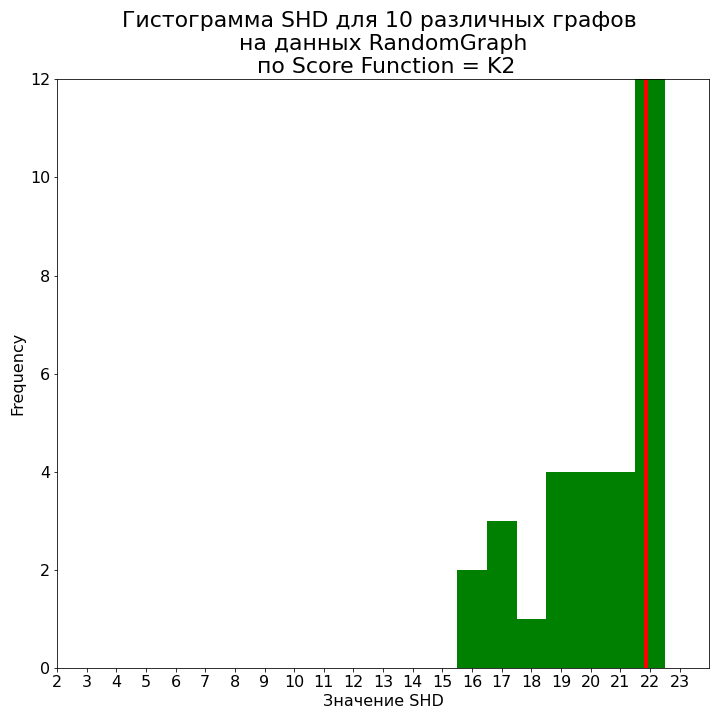 Гистограмма SHD для 10 различных графов
на данных RandomGraph
по Score Function = K2
12
10
8
6
4
2
0
Frequency
2 3 4 5 6 7 8 9 10 11 12 13 14 15 16 17 18 19 20 21 22 23
Значение SHD